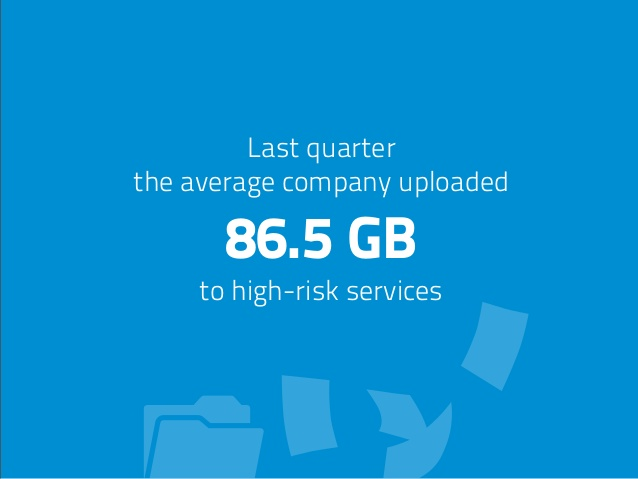 Last quarter
the average company uploaded
86.5 GB
to high-risk services